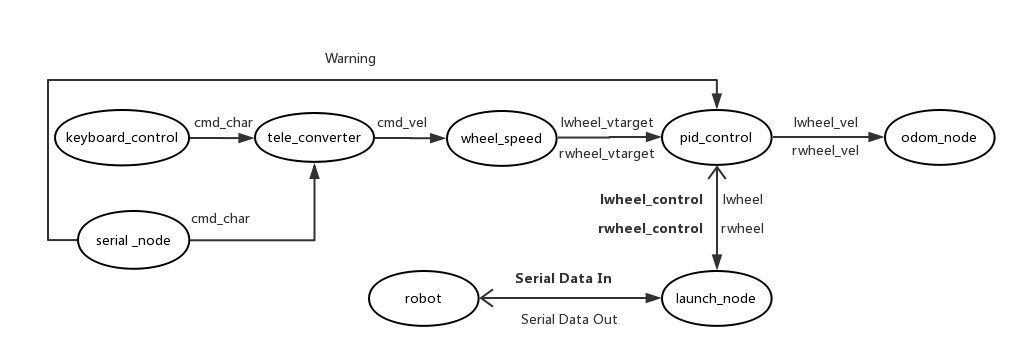 Warning
keyboard_control
cmd_char
tele_converter
cmd_vel
wheel_speed
lwheel_vtarget
rwheel_vtarget
pid_control
lwheel_vel
rwheel_vel
odom_node
serial _node
cmd_char
lwheel_control
lwheel
rwheel_control
rwheel
robot
Serial Data In
Serial Data Out
launch_node